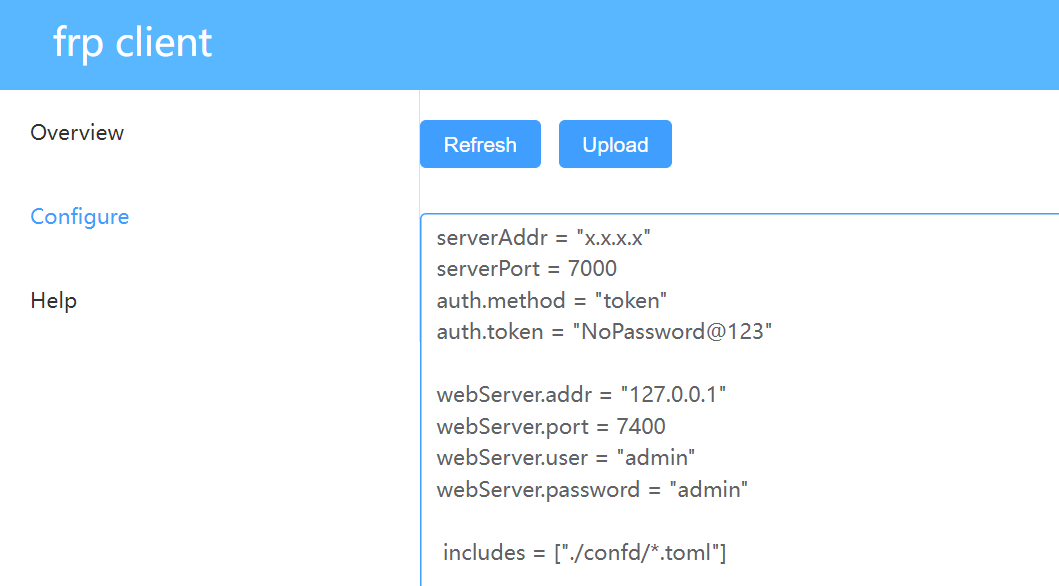 frp client
Overview
Configure
Help
Refresh
Upload
serverAddr = "x.x.x.x"
serverPort = 7000
auth.method = "token"
auth.token = "NoPassword@123"
webServer.addr = "127.0.0.1"
webServer.port = 7400
webServer.user = "admin"
webServer.password = "admin"
includes = ["./confd/*.toml"]